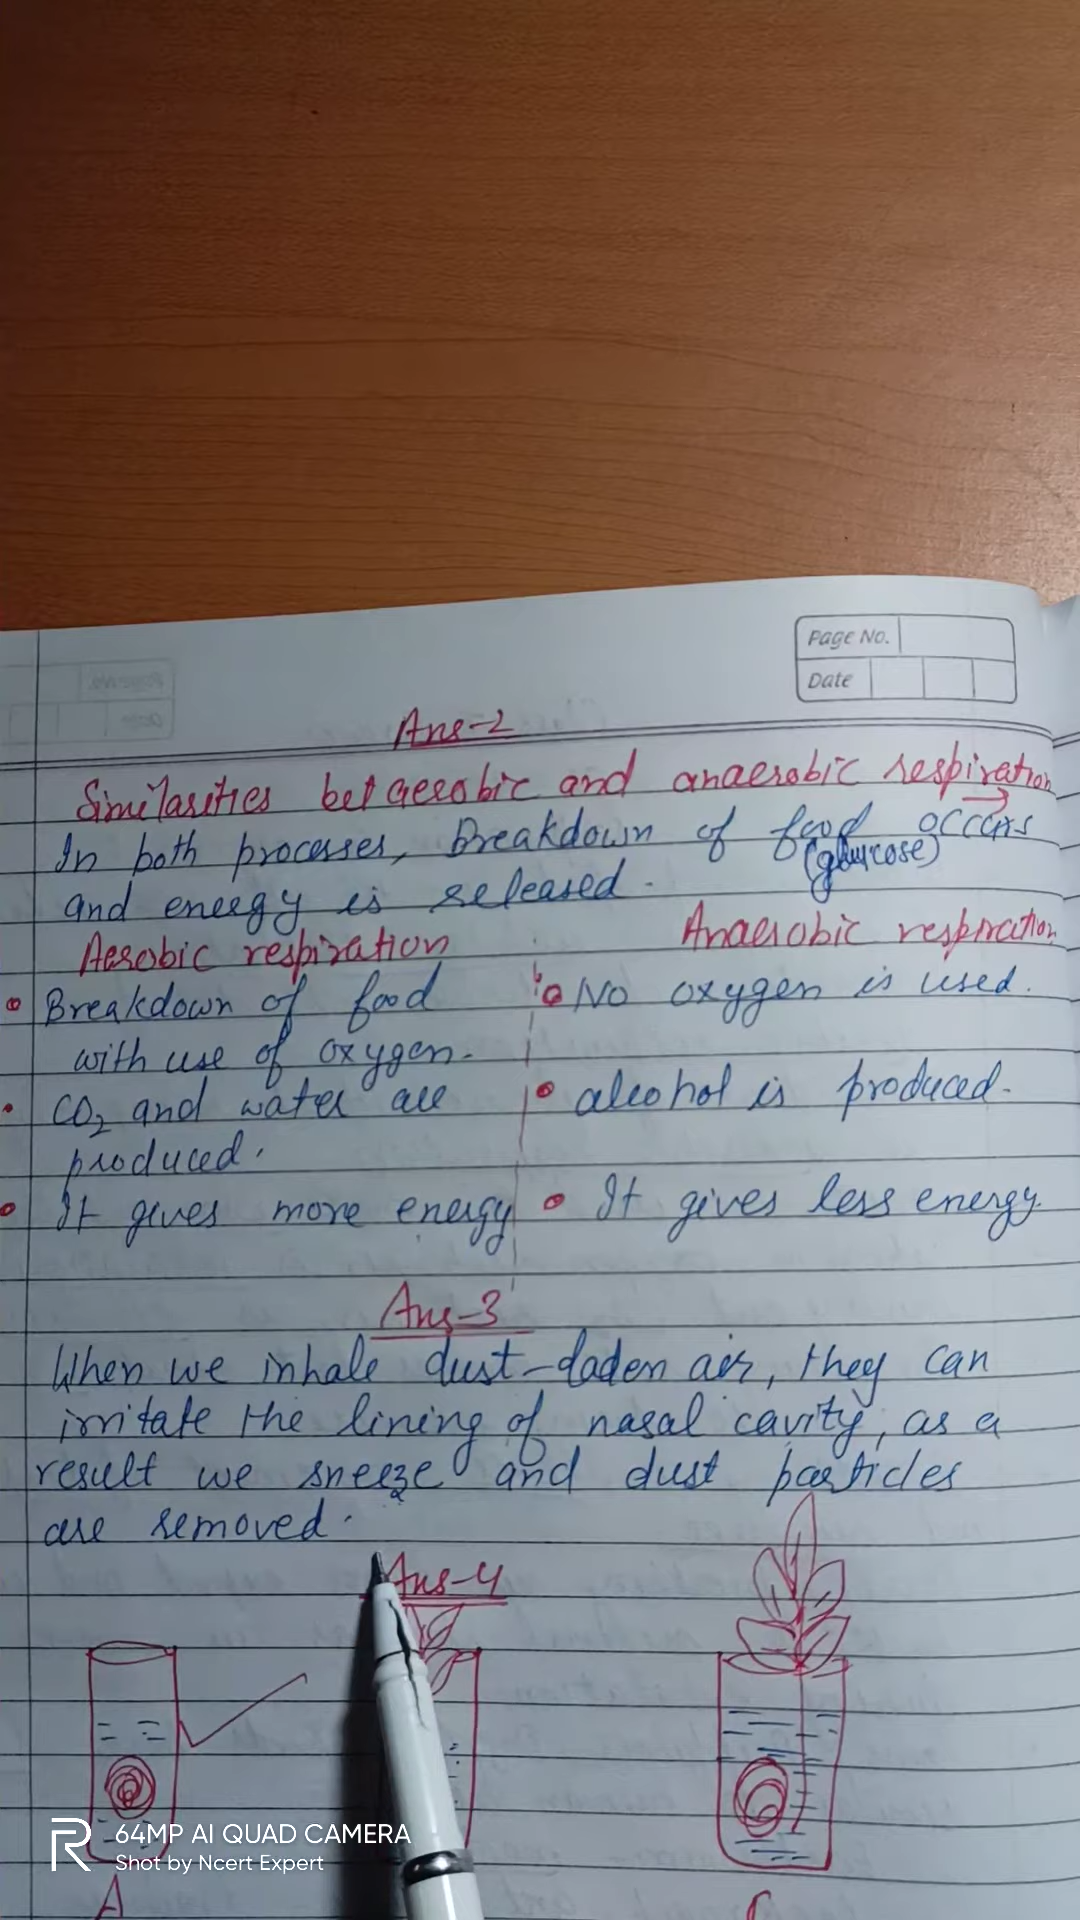 Page No.
Date
Ans-2
Similarities bet aerobic and anaerobic respiration
In both processes, Breakdown of food occurs
(glucose)
and energy is released.
Aerobic respiration
Anaerobic respiration
Breakdown of food
with use of oxygen.
No oxygen is used.
CO₂ and water are
produced.
alcohol is produced.
It gives more energy
It gives less energy.
Ans-3
When we inhale dust-laden air, they can
irritate the lining of nasal cavity, as a
result we sneeze and dust particles
are removed.
Ans-4
A
64MP AI QUAD CAMERA
Shot by Ncert Expert